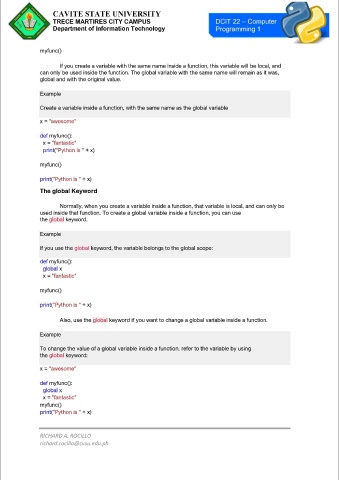 CAVITE STATE UNIVERSITY
TRECE MARTIRES CITY CAMPUS
Department of Information Technology
DCIT 22 – Computer
Programming 1
myfunc()
If you create a variable with the same name inside a function, this variable will be local, and
can only be used inside the function. The global variable with the same name will remain as it was,
global and with the original value.
Example
Create a variable inside a function, with the same name as the global variable
x = "awesome"
def myfunc():
x = "fantastic"
print("Python is " + x)
myfunc()
print("Python is " + x)
The global Keyword
Normally, when you create a variable inside a function, that variable is local, and can only be
used inside that function. To create a global variable inside a function, you can use
the global keyword.
Example
If you use the global keyword, the variable belongs to the global scope:
def myfunc():
global x
x = "fantastic"
myfunc()
print("Python is " + x)
Also, use the global keyword if you want to change a global variable inside a function.
Example
To change the value of a global variable inside a function, refer to the variable by using
the global keyword:
x = "awesome"
def myfunc():
global x
x = "fantastic"
myfunc()
print("Python is " + x)
RICHARD A. ROCILLO
richard.rocillo@cvsu.edu.ph